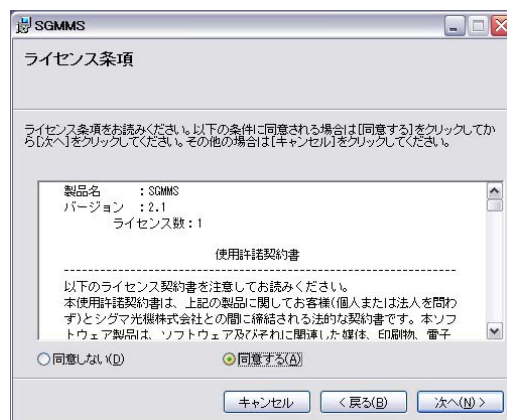 SGMMS
ライセンス条項
ライセンス条項をお読みください。以下の条件に同意される場合は[同意する]をクリックしてか
ら[次へ]をクリックしてください。その他の場合は[キャンセル]をクリックしてください。
製品名 : SGMMS
バージョン : 2.1
ライセンス数 : 1
使用許諾契約書
以下のライセンス契約書を注意してお読みください。
本使用許諾契約書は、上記の製品に関してお客様(個人または法人を問わ
ず)とシグマ光機株式会社との間に締結される法的な契約書です。本ソフ
トウェア製品は、ソフトウェア及びそれに関連した媒体、印刷物、電子
同意しない(D)
同意する(A)
キャンセル
< 戻る(B)
次へ(N) >